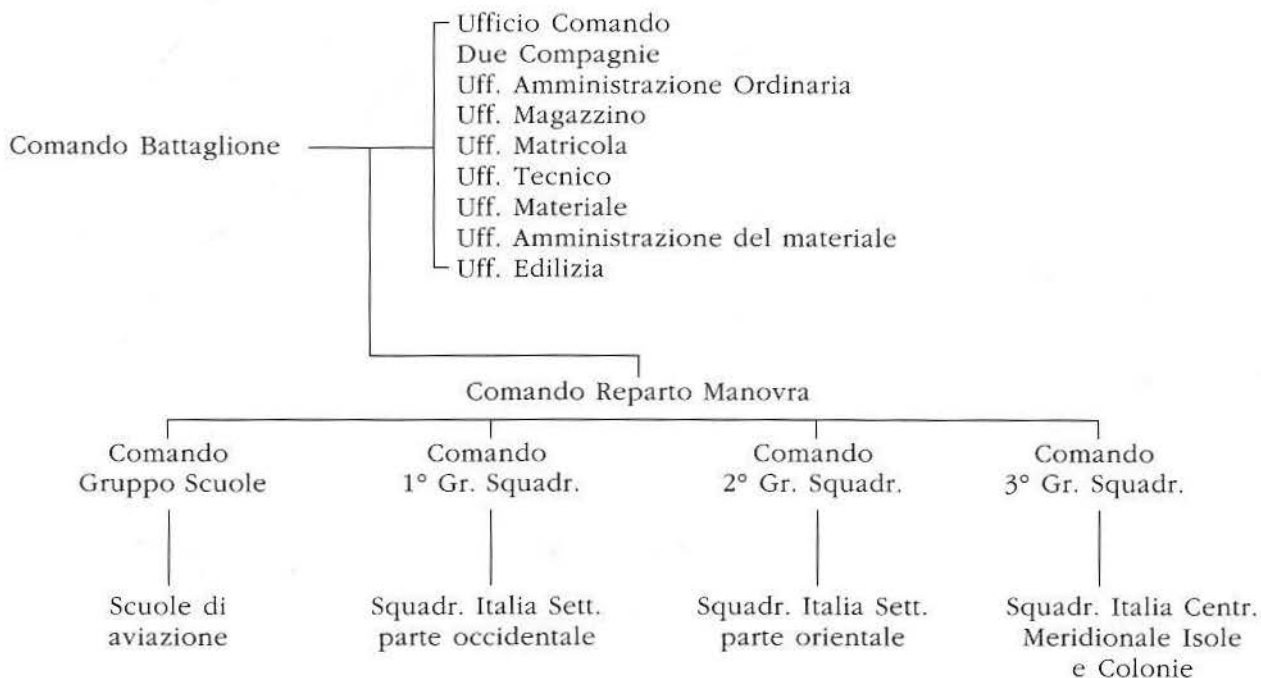 Ufficio Comando
Due Compagnie
Uff. Amministrazione Ordinaria
Uff. Magazzino
Comando Battaglione
Uff. Matricola
Uff. Tecnico
Uff. Materiale
Uff. Amministrazione del materiale
Uff. Edilizia
Comando Reparto Manovra
Comando
Gruppo Scuole
Comando
1° Gr. Squadr.
Comando
2° Gr. Squadr.
Comando
3° Gr. Squadr.
Scuole di
aviazione
Squadr. Italia Sett.
parte occidentale
Squadr. Italia Sett.
parte orientale
Squadr. Italia Centr.
Meridionale Isole
e Colonie